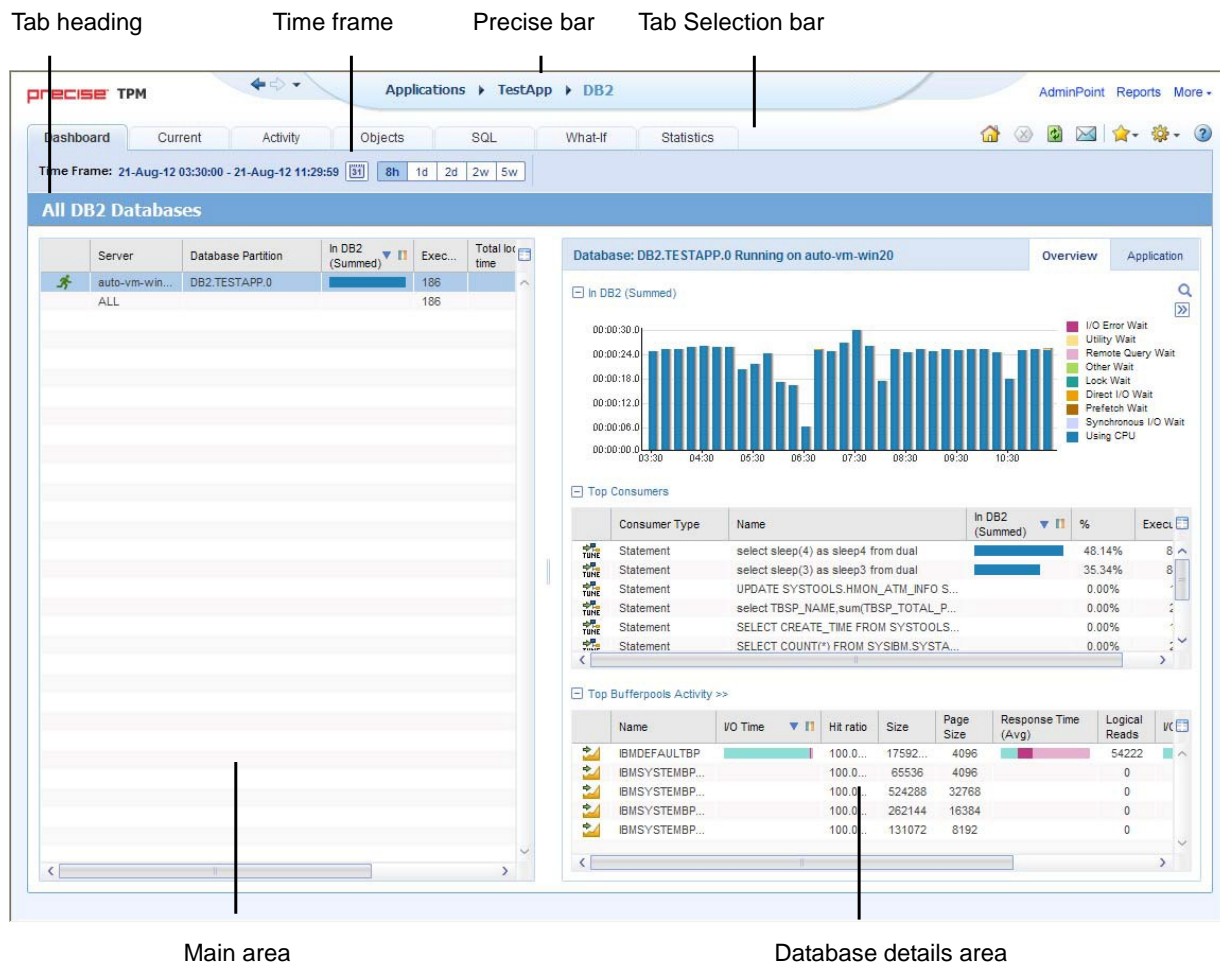 Tab heading Time frame Precise bar Tab Selection bar
precise TPM Applications TestApp DB2 AdminPoint Reports More
Dashboard Current Activity Objects SQL What-If Statistics
Time Frame: 21-Aug-12 03:30:00 - 21-Aug-12 11:29:59 31 8h 1d 2d 2w 5w
All DB2 Databases
Server Database Partition In DB2 (Summed) Exec... Total loc time
auto-vm-win... DB2.TESTAPP.0 186
ALL 186
Database: DB2.TESTAPP.0 Running on auto-vm-win20 Overview Application
In DB2 (Summed)
00:00:30.0
00:00:24.0
00:00:18.0
00:00:12.0
00:00:06.0
00:00:00.0
03:30 04:30 05:30 06:30 07:30 08:30 09:30 10:30
I/O Error Wait
Utility Wait
Remote Query Wait
Other Wait
Lock Wait
Direct I/O Wait
Prefetch Wait
Synchronous I/O Wait
Using CPU
Top Consumers
Consumer Type Name In DB2 (Summed) % Execu
TUNE Statement select sleep(4) as sleep4 from dual 48.14% 8
TUNE Statement select sleep(3) as sleep3 from dual 35.34% 8
TUNE Statement UPDATE SYSTOOLS.HMON_ATM_INFO S... 0.00%
TUNE Statement select TBSP_NAME,sum(TBSP_TOTAL_P... 0.00%
TUNE Statement SELECT CREATE_TIME FROM SYSTOOLS... 0.00%
Statement SELECT COUNT(*) FROM SYSIBM.SYSTA... 0.00%
Top Bufferpools Activity >>
Name I/O Time Hit ratio Size Page Size Response Time (Avg) Logical Reads I/O
IBMDEFAULTBP 100.0... 17592... 4096 54222
IBMSYSTEMBP... 100.0... 65536 4096 0
IBMSYSTEMBP... 100.0... 524288 32768 0
IBMSYSTEMBP... 100.0... 262144 16384 0
IBMSYSTEMBP... 100.0... 131072 8192 0
Main area Database details area